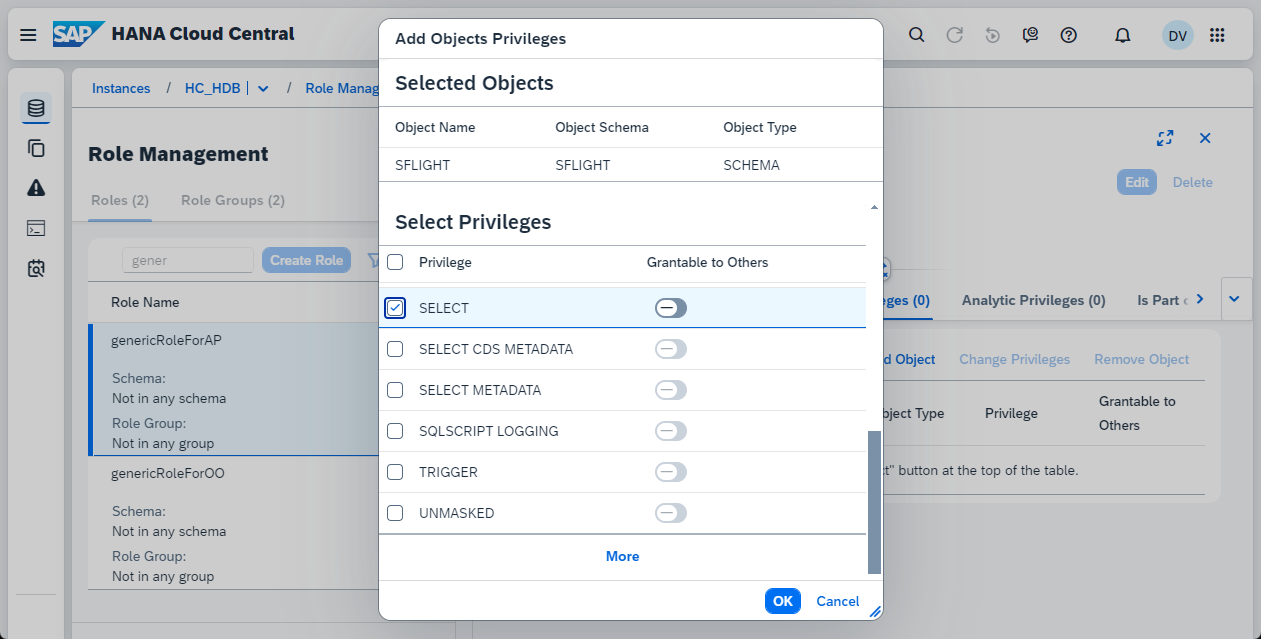 SAP HANA Cloud Central
DV
Instances / HC_HDB / Role Manag
Role Management
Roles (2) Role Groups (2)
gener
Create Role
Role Name
genericRoleForAP
Schema:
Not in any schema
Role Group:
Not in any group
genericRoleForOO
Schema:
Not in any schema
Role Group:
Not in any group
Add Objects Privileges
Selected Objects
Object Name Object Schema Object Type
SFLIGHT SFLIGHT SCHEMA
Select Privileges
Privilege Grantable to Others
SELECT
SELECT CDS METADATA
SELECT METADATA
SQLSCRIPT LOGGING
TRIGGER
UNMASKED
More
OK Cancel
Edit Delete
eges (0) Analytic Privileges (0) Is Part
d Object Change Privileges Remove Object
bject Type Privilege Grantable to
Others
ct" button at the top of the table.